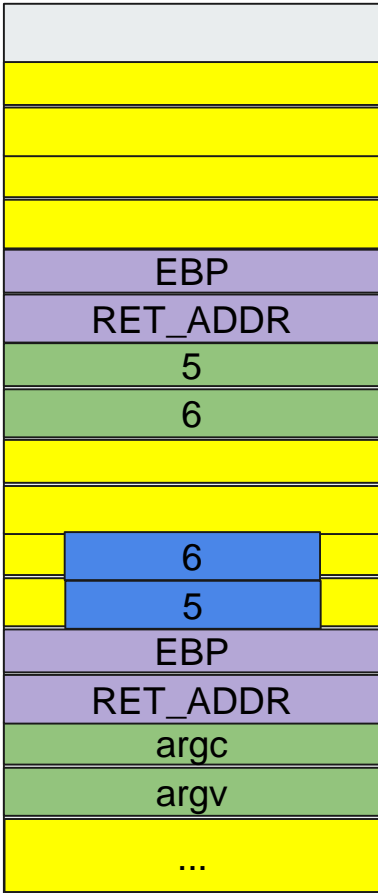 EBP
RET_ADDR
5
6
6
5
EBP
RET_ADDR
argc
argv
...